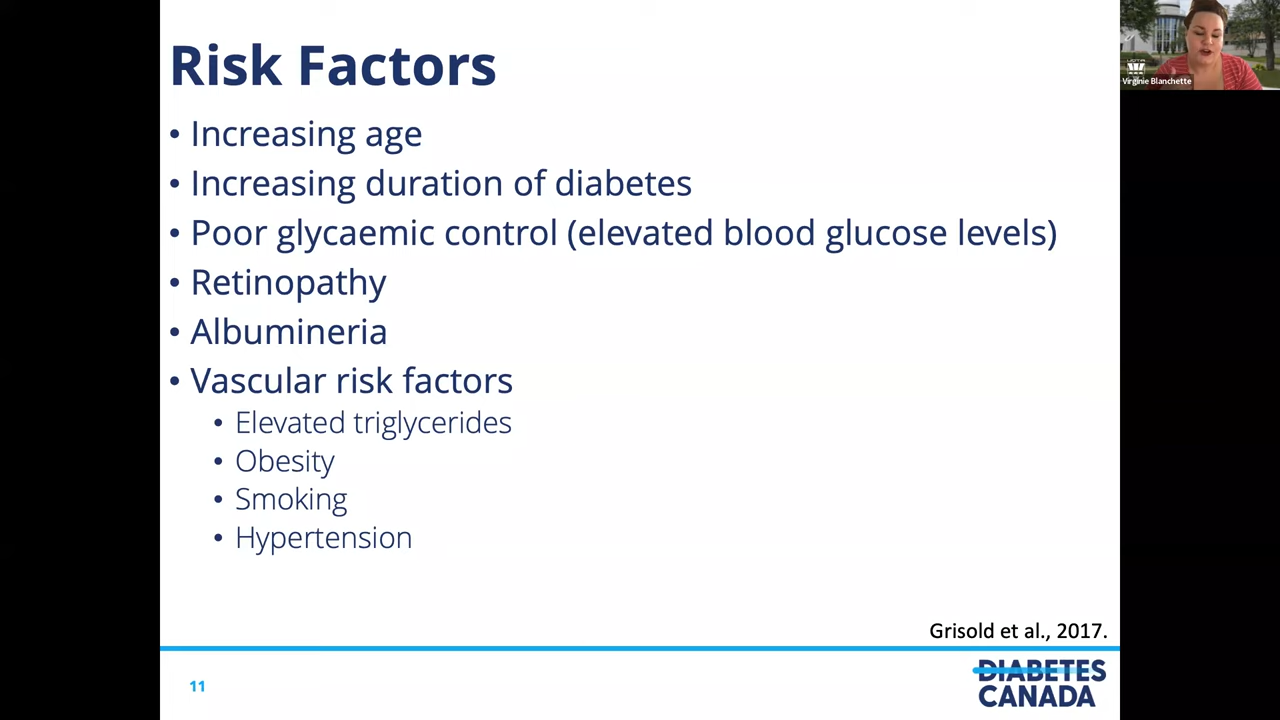 Risk Factors
• Increasing age
• Increasing duration of diabetes
• Poor glycaemic control (elevated blood glucose levels)
• Retinopathy
• Albumineria
• Vascular risk factors
• Elevated triglycerides
• Obesity
• Smoking
• Hypertension
Grisold et al., 2017.
11
DIABETES
CANADA
UQTR
Virginie Blanchette